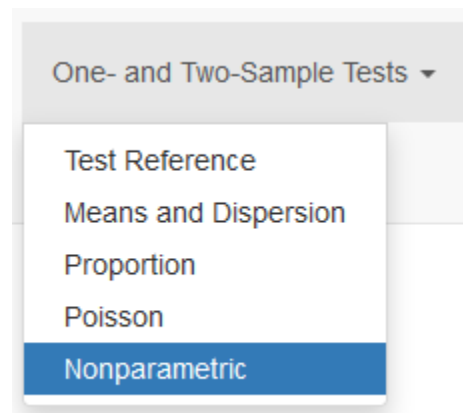 One- and Two-Sample Tests
Test Reference
Means and Dispersion
Proportion
Poisson
Nonparametric